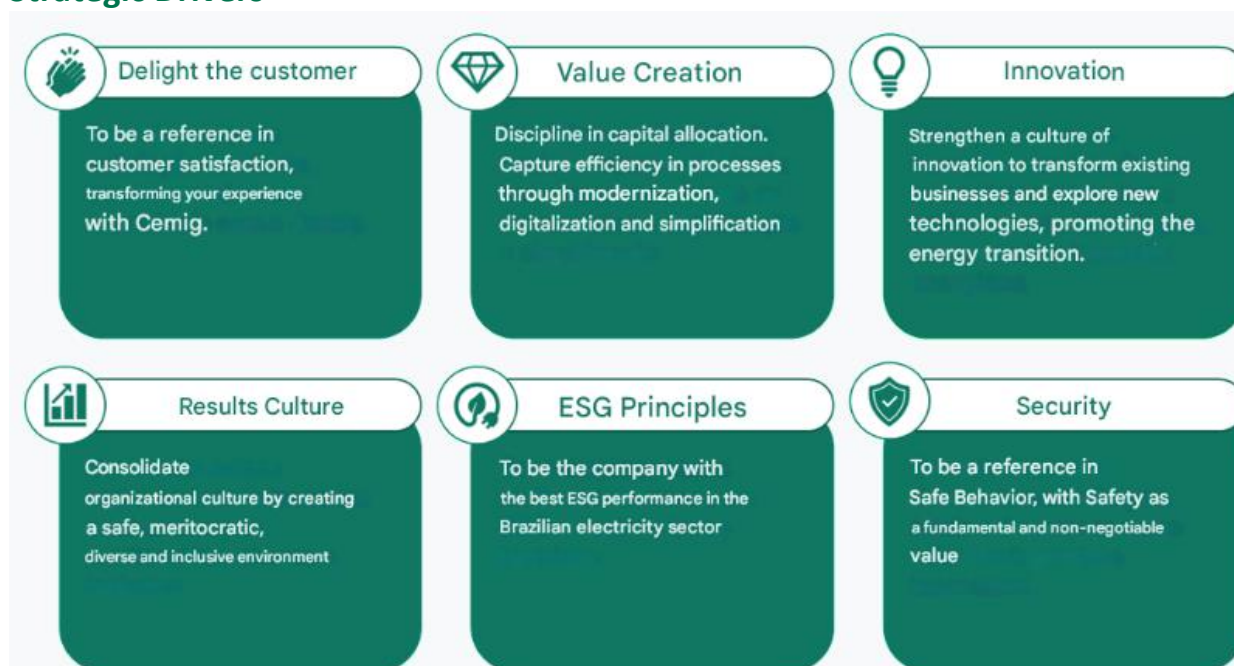 Strategic Drivers
Delight the customer
To be a reference in
customer satisfaction,
transforming your experience
with Cemig.
Value Creation
Discipline in capital allocation.
Capture efficiency in processes
through modernization,
digitalization and simplification
Innovation
Strengthen a culture of
innovation to transform existing
businesses and explore new
technologies, promoting the
energy transition.
Results Culture
Consolidate
organizational culture by creating
a safe, meritocratic,
diverse and inclusive environment
ESG Principles
To be the company with
the best ESG performance in the
Brazilian electricity sector
Security
To be a reference in
Safe Behavior, with Safety as
a fundamental and non-negotiable
value